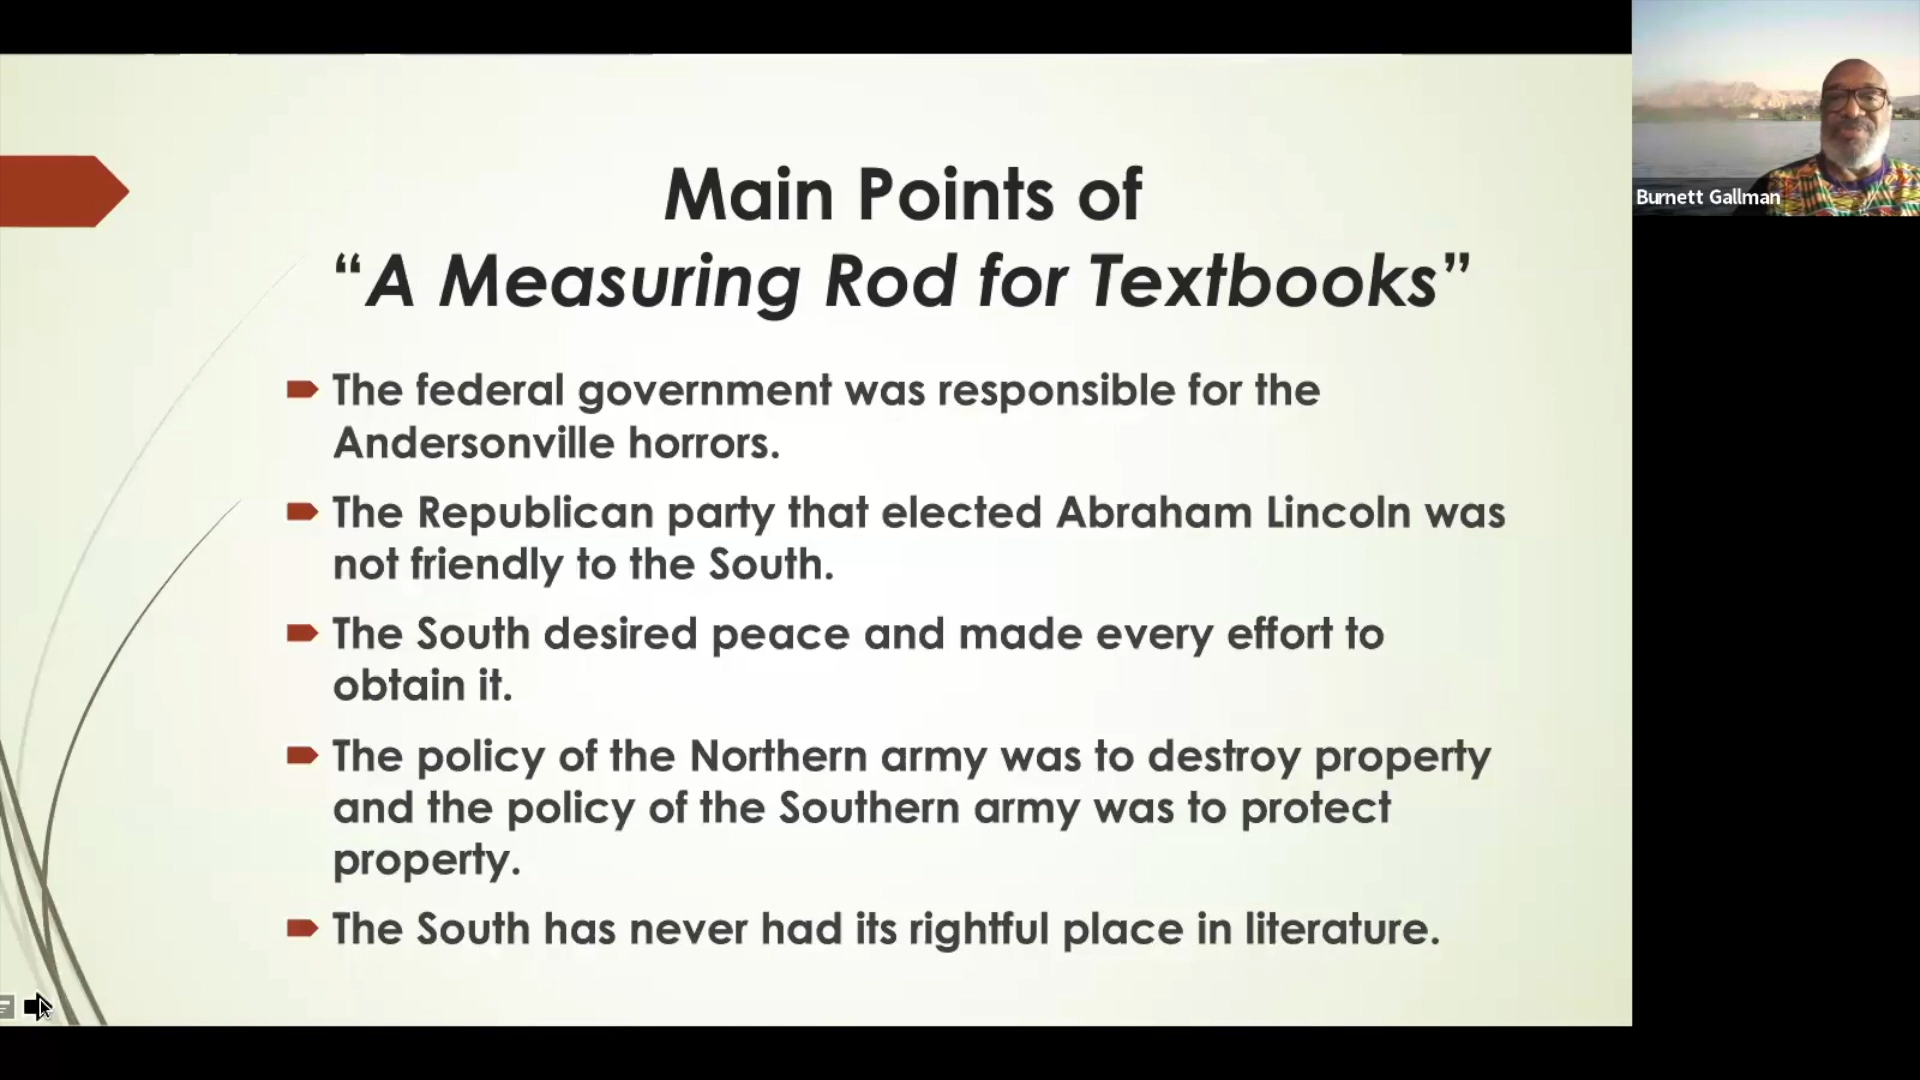 Main Points of
“A Measuring Rod for Textbooks”
The federal government was responsible for the
Andersonville horrors.
The Republican party that elected Abraham Lincoln was
not friendly to the South.
The South desired peace and made every effort to
obtain it.
The policy of the Northern army was to destroy property
and the policy of the Southern army was to protect
property.
The South has never had its rightful place in literature.
Burnett Gallman